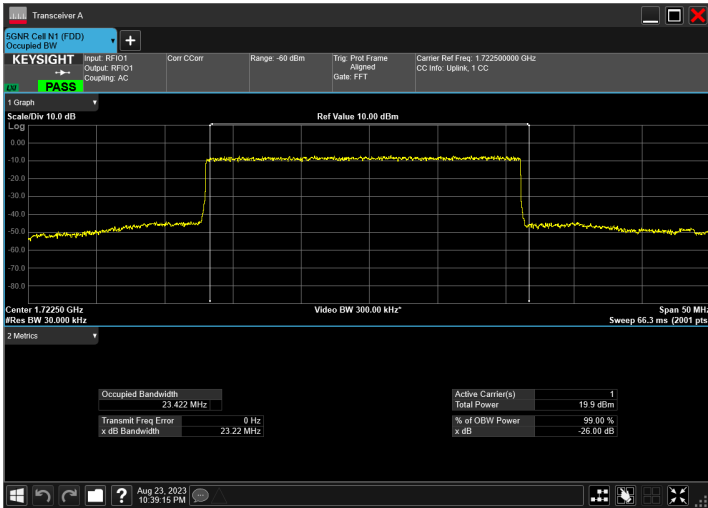 Transceiver A
5GNR Cell N1 (FDD)
Occupied BW
KEYSIGHT
LXI
PASS
Input: RFIO1
Output: RFIO1
Coupling: AC
Corr CCorr
Range: -60 dBm
Trig: Prot Frame
Aligned
Gate: FFT
Carrier Ref Freq: 1.722500000 GHz
CC Info: Uplink, 1 CC
1 Graph
Scale/Div 10.0 dB
Ref Value 10.00 dBm
Log
0.00
-10.0
-20.0
-30.0
-40.0
-50.0
-60.0
-70.0
-80.0
Center 1.72250 GHz
Video BW 300.00 kHz*
Span 50 MHz
#Res BW 30.000 kHz
Sweep 66.3 ms (2001 pts
2 Metrics
Occupied Bandwidth
23.422 MHz
Transmit Freq Error 0 Hz
x dB Bandwidth 23.22 MHz
Active Carrier(s) 1
Total Power 19.9 dBm
% of OBW Power 99.00 %
x dB -26.00 dB
?
Aug 23, 2023
10:39:15 PM